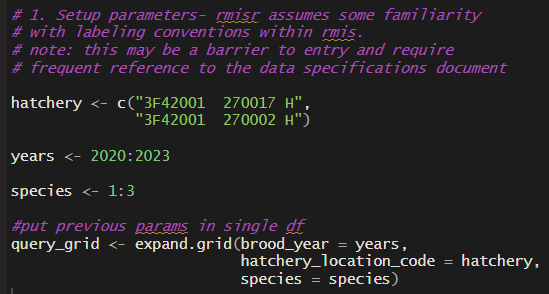 # 1. Setup parameters- rmisr assumes some familiarity
# with labeling conventions within rmis.
# note: this may be a barrier to entry and require
# frequent reference to the data specifications document
hatchery <- c("3F42001  270017 H",
"3F42001  270002 H")
years <- 2020:2023
species <- 1:3
#put previous params in single df
query_grid <- expand.grid(brood_year = years,
hatchery_location_code = hatchery,
species = species)